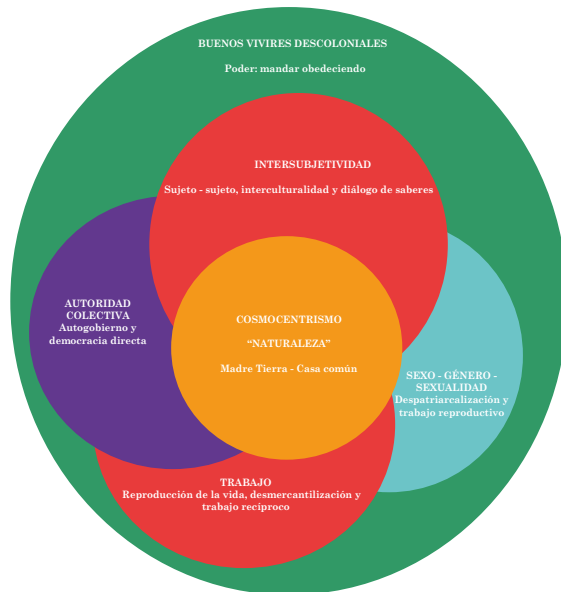 BUENOS VIVIRES DESCOLONIALES
Poder: mandar obedeciendo
INTERSUBJETIVIDAD
Sujeto - sujeto, interculturalidad y diálogo de saberes
AUTORIDAD
COLECTIVA
Autogobierno y
democracia directa
COSMOCENTRISMO
“NATURALEZA”
Madre Tierra - Casa común
SEXO - GÉNERO -
SEXUALIDAD
Despatriarcalización y
trabajo reproductivo
TRABAJO
Reproducción de la vida, desmercantilización y
trabajo recíproco